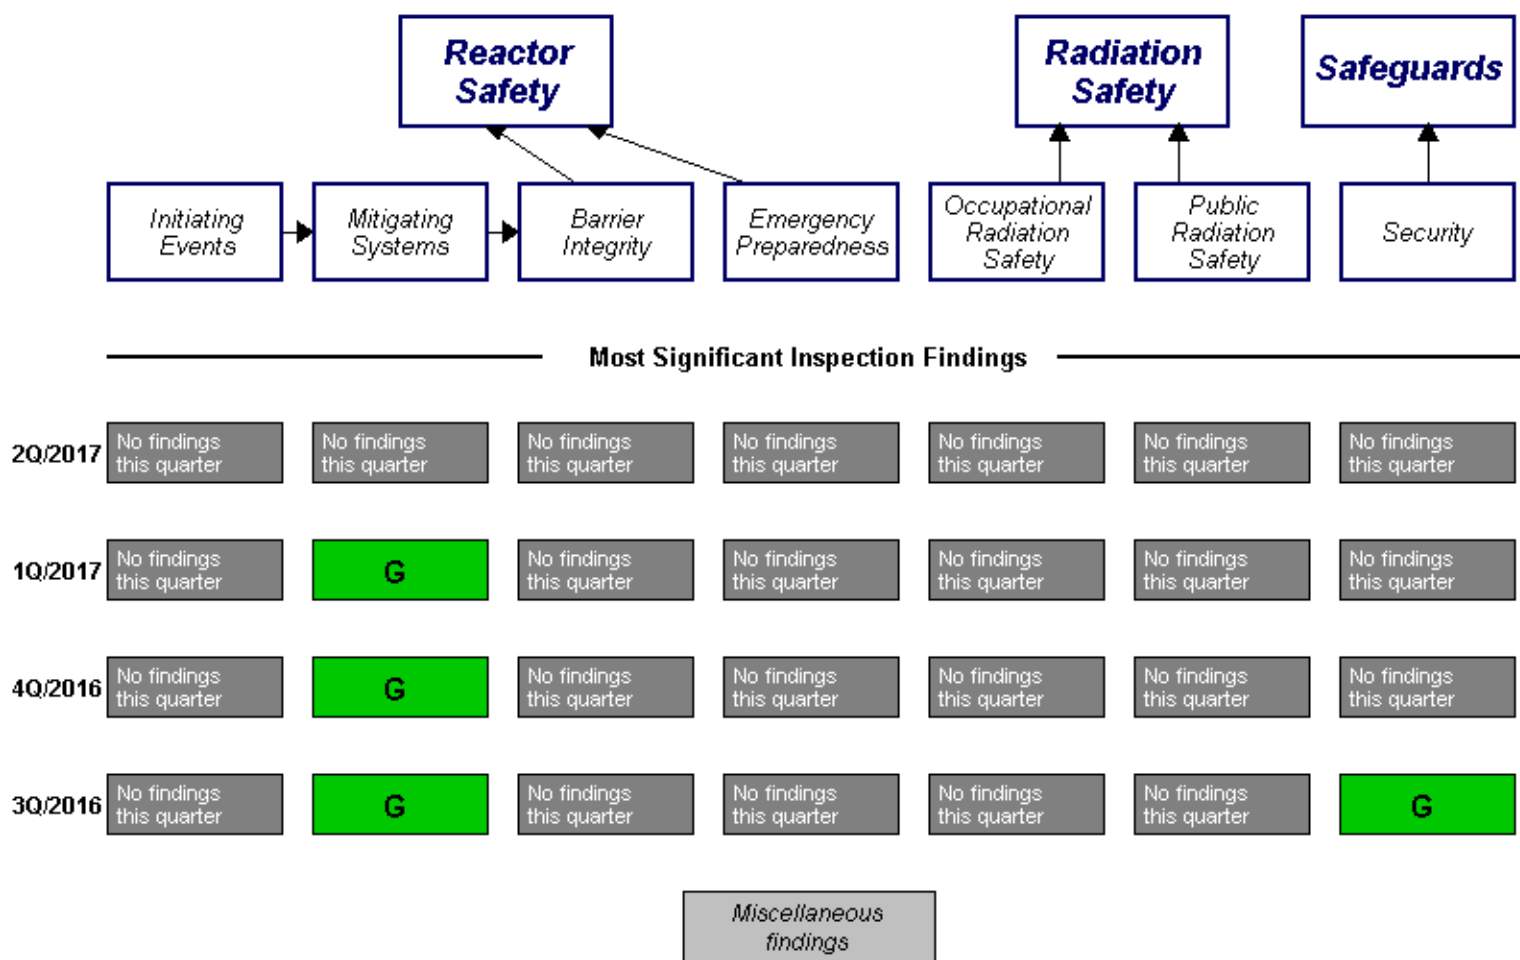 Reactor
Safety
Radiation
Safety
Safeguards
Initiating
Events
Mitigating
Systems
Barrier
Integrity
Emergency
Preparedness
Occupational
Radiation
Safety
Public
Radiation
Safety
Security
Most Significant Inspection Findings
2Q/2017
No findings
this quarter
No findings
this quarter
No findings
this quarter
No findings
this quarter
No findings
this quarter
No findings
this quarter
No findings
this quarter
1Q/2017
No findings
this quarter
G
No findings
this quarter
No findings
this quarter
No findings
this quarter
No findings
this quarter
No findings
this quarter
4Q/2016
No findings
this quarter
G
No findings
this quarter
No findings
this quarter
No findings
this quarter
No findings
this quarter
No findings
this quarter
3Q/2016
No findings
this quarter
G
No findings
this quarter
No findings
this quarter
No findings
this quarter
No findings
this quarter
G
Miscellaneous
findings